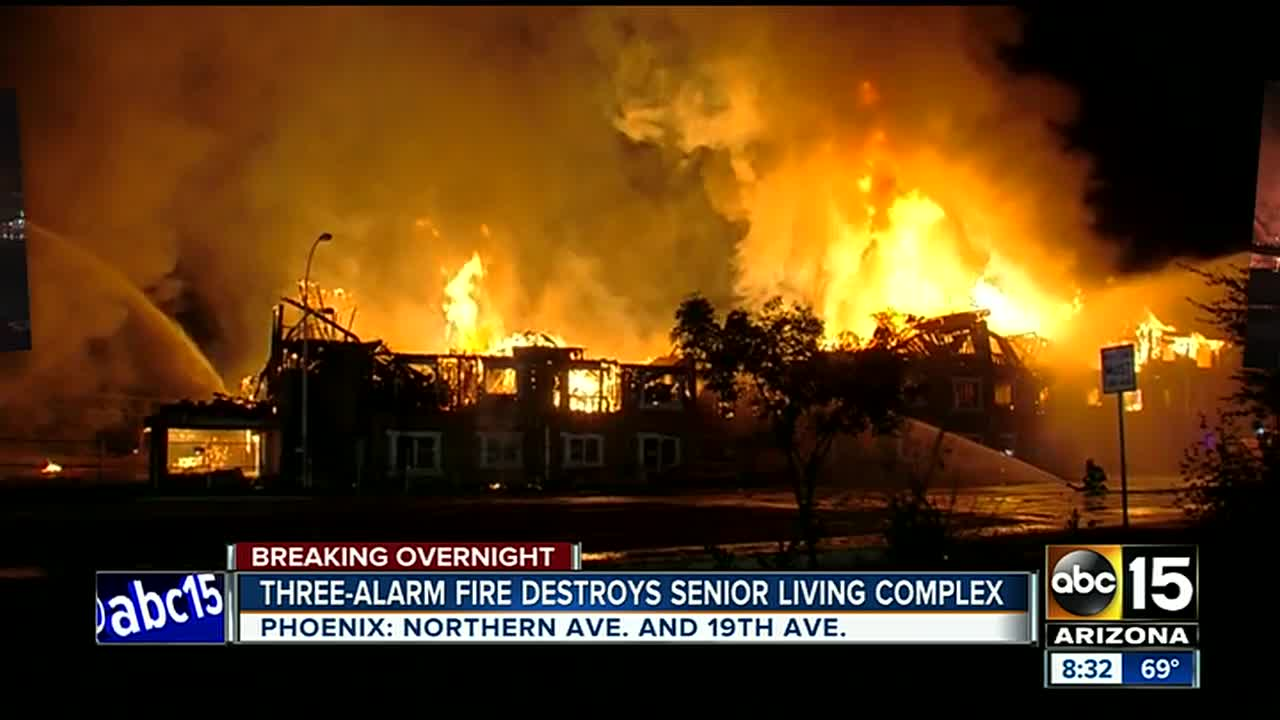 BREAKING OVERNIGHT
abc15
THREE-ALARM FIRE DESTROYS SENIOR LIVING COMPLEX
PHOENIX: NORTHERN AVE. AND 19TH AVE.
abc 15
ARIZONA
8:32 69°